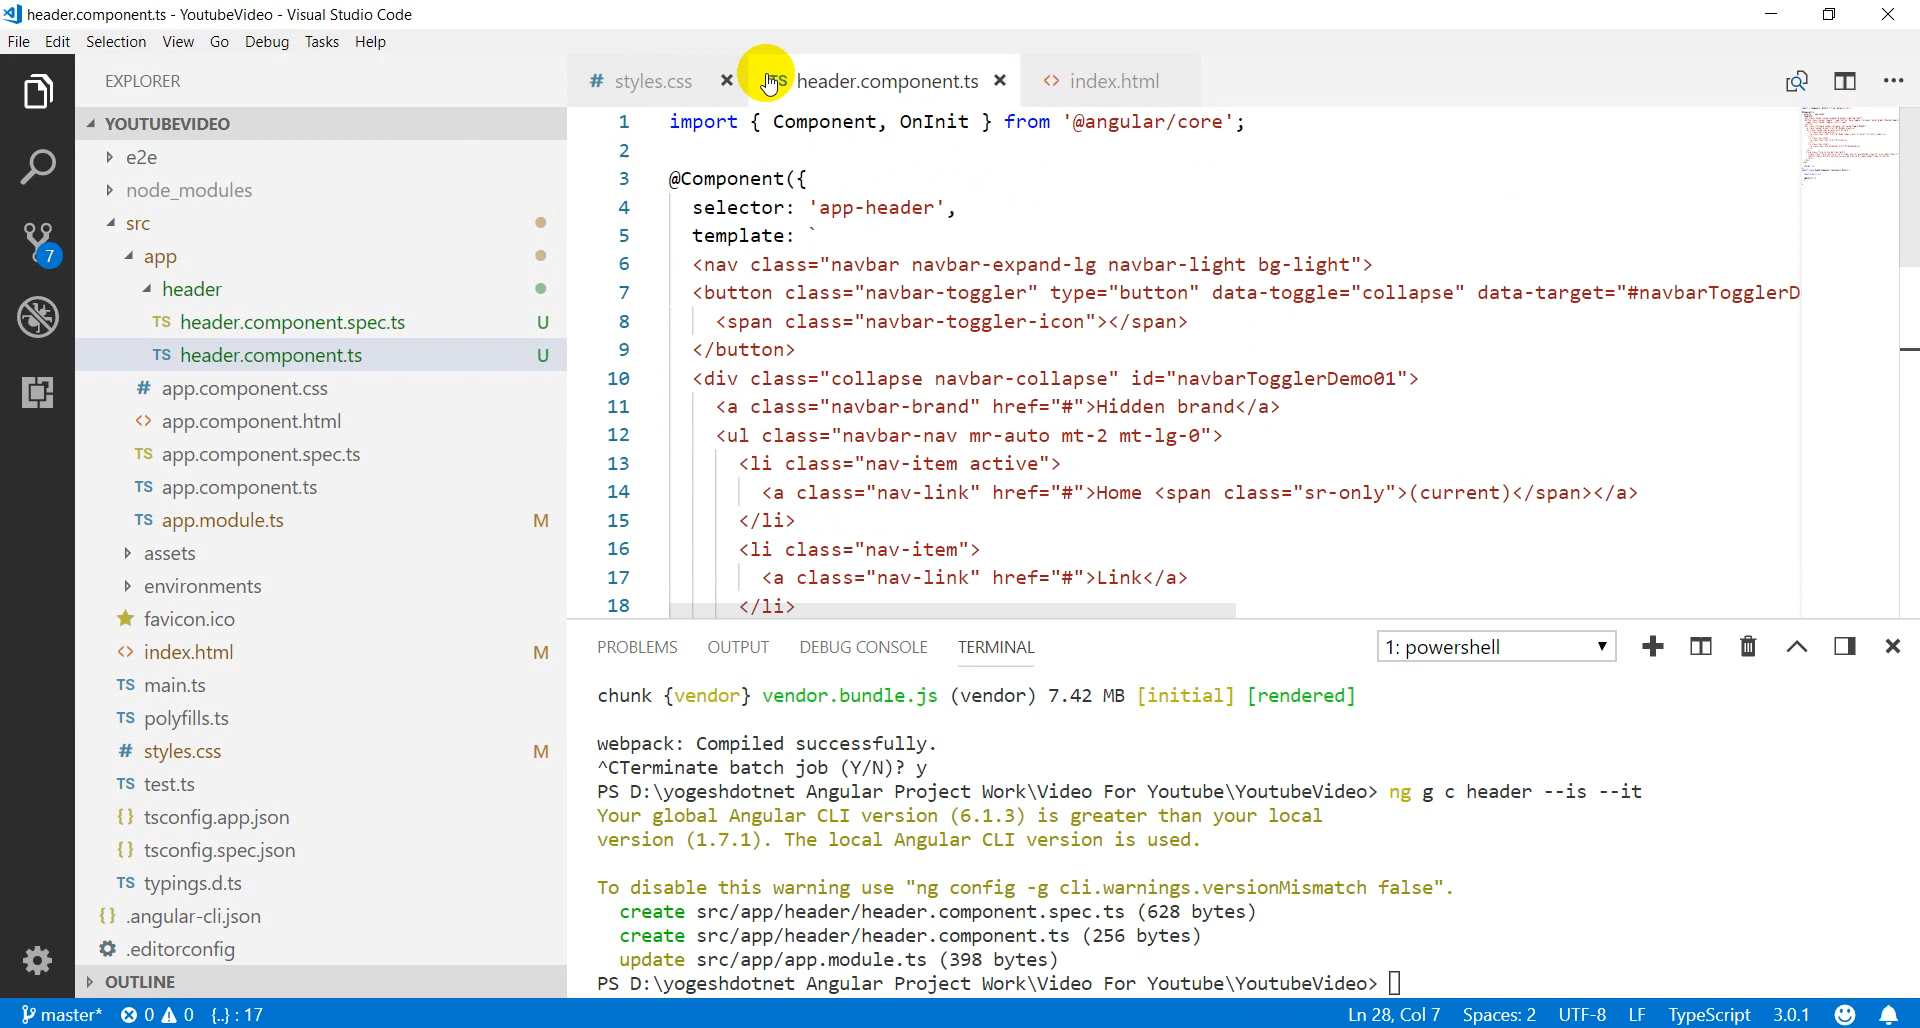 header.component.ts - YoutubeVideo - Visual Studio Code
File Edit Selection View Go Debug Tasks Help
EXPLORER
YOUTUBEVIDEO
e2e
node_modules
src
app
header
TS header.component.spec.ts U
TS header.component.ts U
# app.component.css
<> app.component.html
TS app.component.spec.ts
TS app.component.ts
TS app.module.ts M
assets
environments
favicon.ico
<> index.html M
TS main.ts
TS polyfills.ts
# styles.css M
TS test.ts
{} tsconfig.app.json
{} tsconfig.spec.json
TS typings.d.ts
{} .angular-cli.json
.editorconfig
OUTLINE
7
# styles.css × TS header.component.ts × <> index.html
1 import { Component, OnInit } from '@angular/core';
2
3 @Component({
4 selector: 'app-header',
5 template: `
6 <nav class="navbar navbar-expand-lg navbar-light bg-light">
7 <button class="navbar-toggler" type="button" data-toggle="collapse" data-target="#navbarTogglerD
8 <span class="navbar-toggler-icon"></span>
9 </button>
10 <div class="collapse navbar-collapse" id="navbarTogglerDemo01">
11 <a class="navbar-brand" href="#">Hidden brand</a>
12 <ul class="navbar-nav mr-auto mt-2 mt-lg-0">
13 <li class="nav-item active">
14 <a class="nav-link" href="#">Home <span class="sr-only">(current)</span></a>
15 </li>
16 <li class="nav-item">
17 <a class="nav-link" href="#">Link</a>
18 </li>
PROBLEMS OUTPUT DEBUG CONSOLE TERMINAL 1: powershell
chunk {vendor} vendor.bundle.js (vendor) 7.42 MB [initial] [rendered]
webpack: Compiled successfully.
^CTerminate batch job (Y/N)? y
PS D:\yogeshdotnet Angular Project Work\Video For Youtube\YoutubeVideo> ng g c header --is --it
Your global Angular CLI version (6.1.3) is greater than your local
version (1.7.1). The local Angular CLI version is used.
To disable this warning use "ng config -g cli.warnings.versionMismatch false".
create src/app/header/header.component.spec.ts (628 bytes)
create src/app/header/header.component.ts (256 bytes)
update src/app/app.module.ts (398 bytes)
PS D:\yogeshdotnet Angular Project Work\Video For Youtube\YoutubeVideo>
master* 0 0 {..} : 17 Ln 28, Col 7 Spaces: 2 UTF-8 LF TypeScript 3.0.1